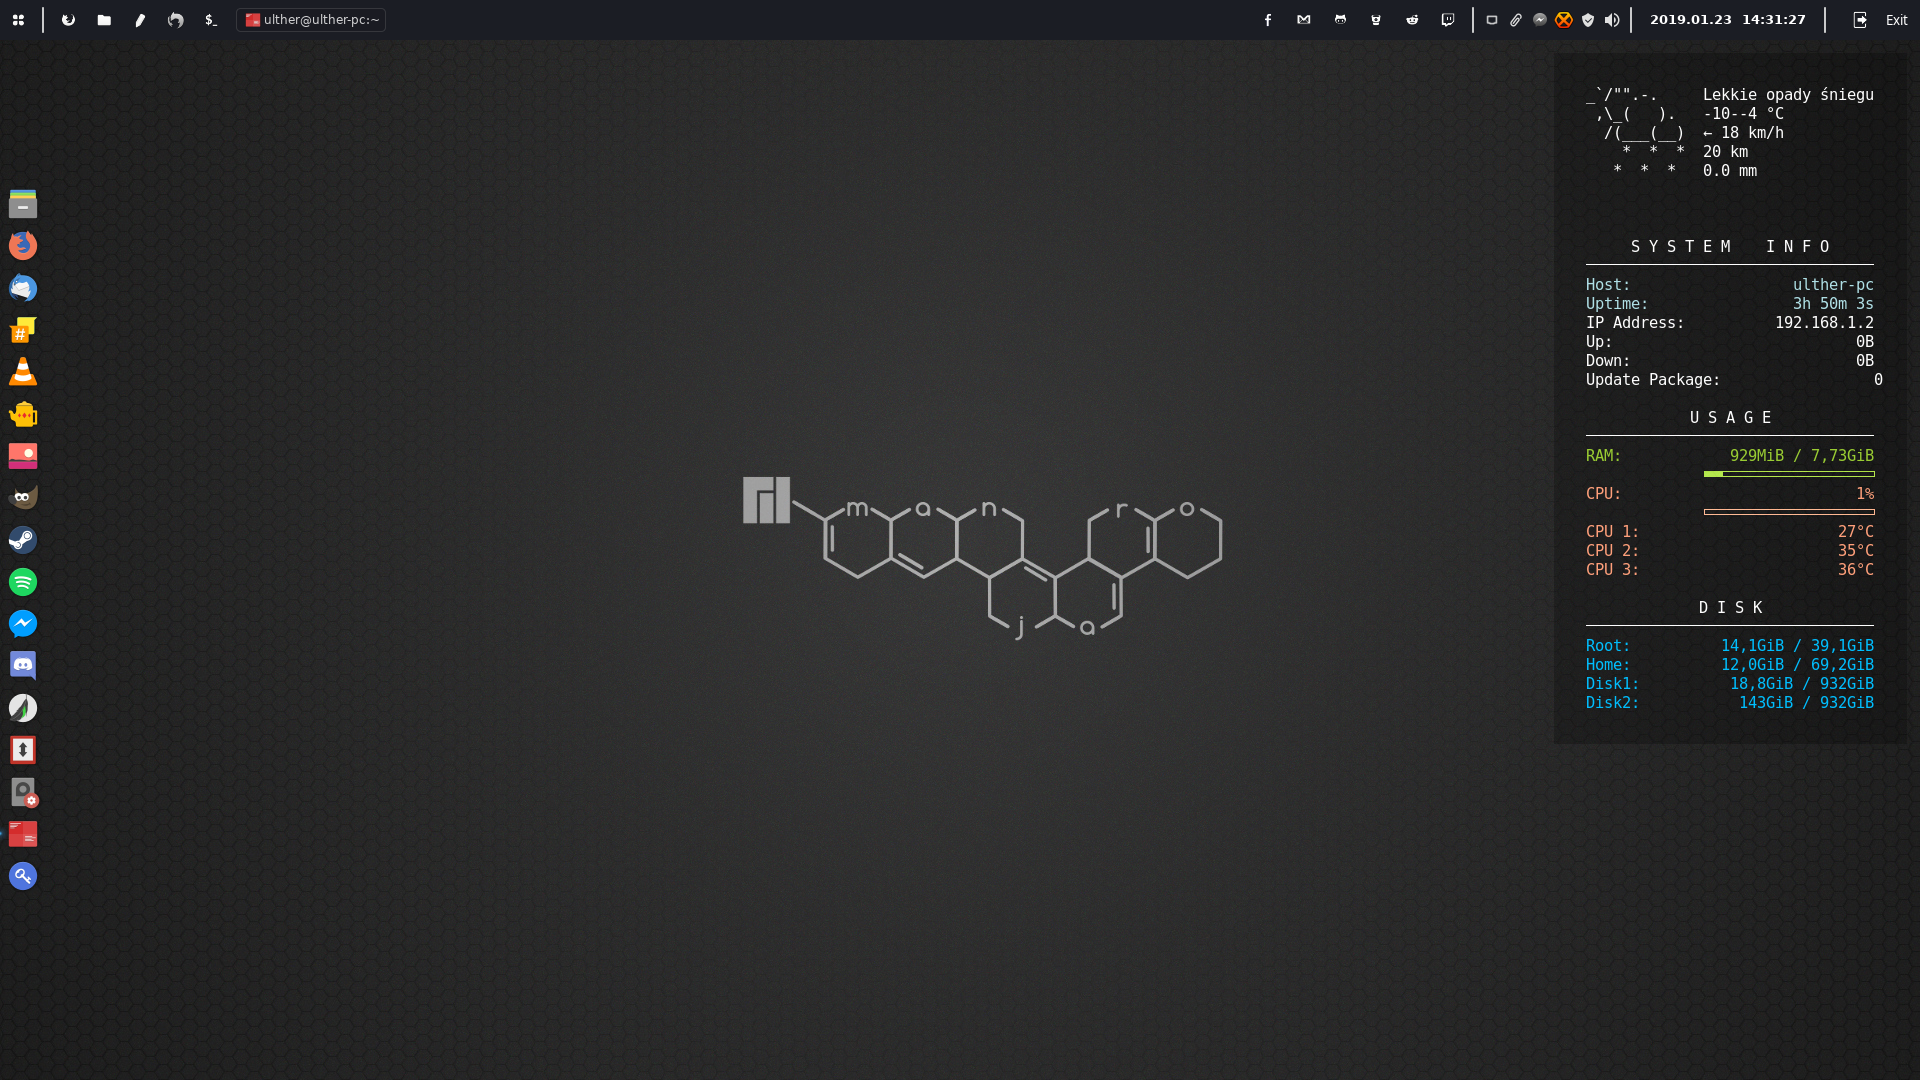 $_ ulther@ulther-pc:~ 2019.01.23 14:31:27 Exit
Lekkie opady śniegu
-10--4 °C
← 18 km/h
20 km
0.0 mm
SYSTEM INFO
Host: ulther-pc
Uptime: 3h 50m 3s
IP Address: 192.168.1.2
Up: 0B
Down: 0B
Update Package: 0
USAGE
RAM: 929MiB / 7,73GiB
CPU: 1%
CPU 1: 27°C
CPU 2: 35°C
CPU 3: 36°C
DISK
Root: 14,1GiB / 39,1GiB
Home: 12,0GiB / 69,2GiB
Disk1: 18,8GiB / 932GiB
Disk2: 143GiB / 932GiB
manjaro